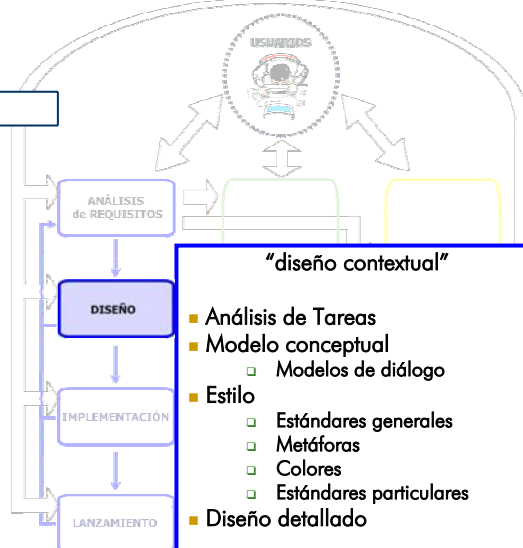 USUARIOS
ANÁLISIS
de REQUISITOS
DISEÑO
IMPLEMENTACIÓN
LANZAMIENTO
“diseño contextual”
Análisis de Tareas
Modelo conceptual
Modelos de diálogo
Estilo
Estándares generales
Metáforas
Colores
Estándares particulares
Diseño detallado